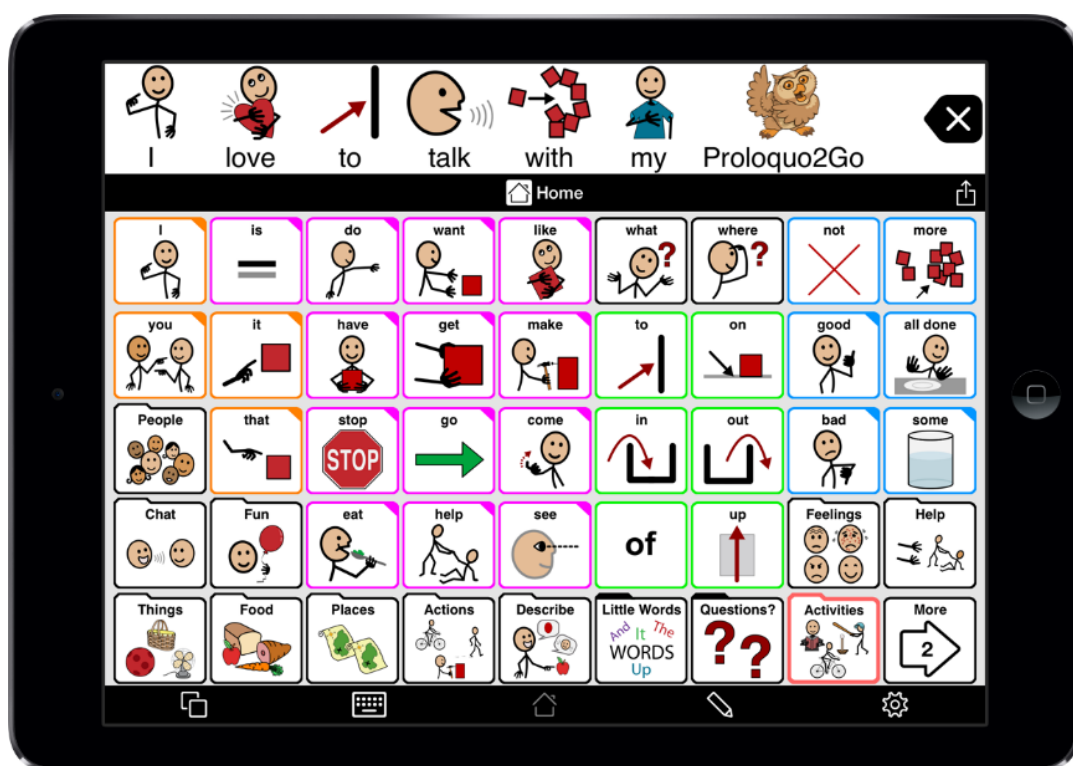 I love to talk with my Proloquo2Go
Home
I is do want like what where not more
you it have get make to on good all done
People that stop go come in out bad some
STOP
Chat Fun eat help see of up Feelings Help
Things Food Places Actions Describe Little Words Questions? Activities More
And It The
WORDS
Up
2